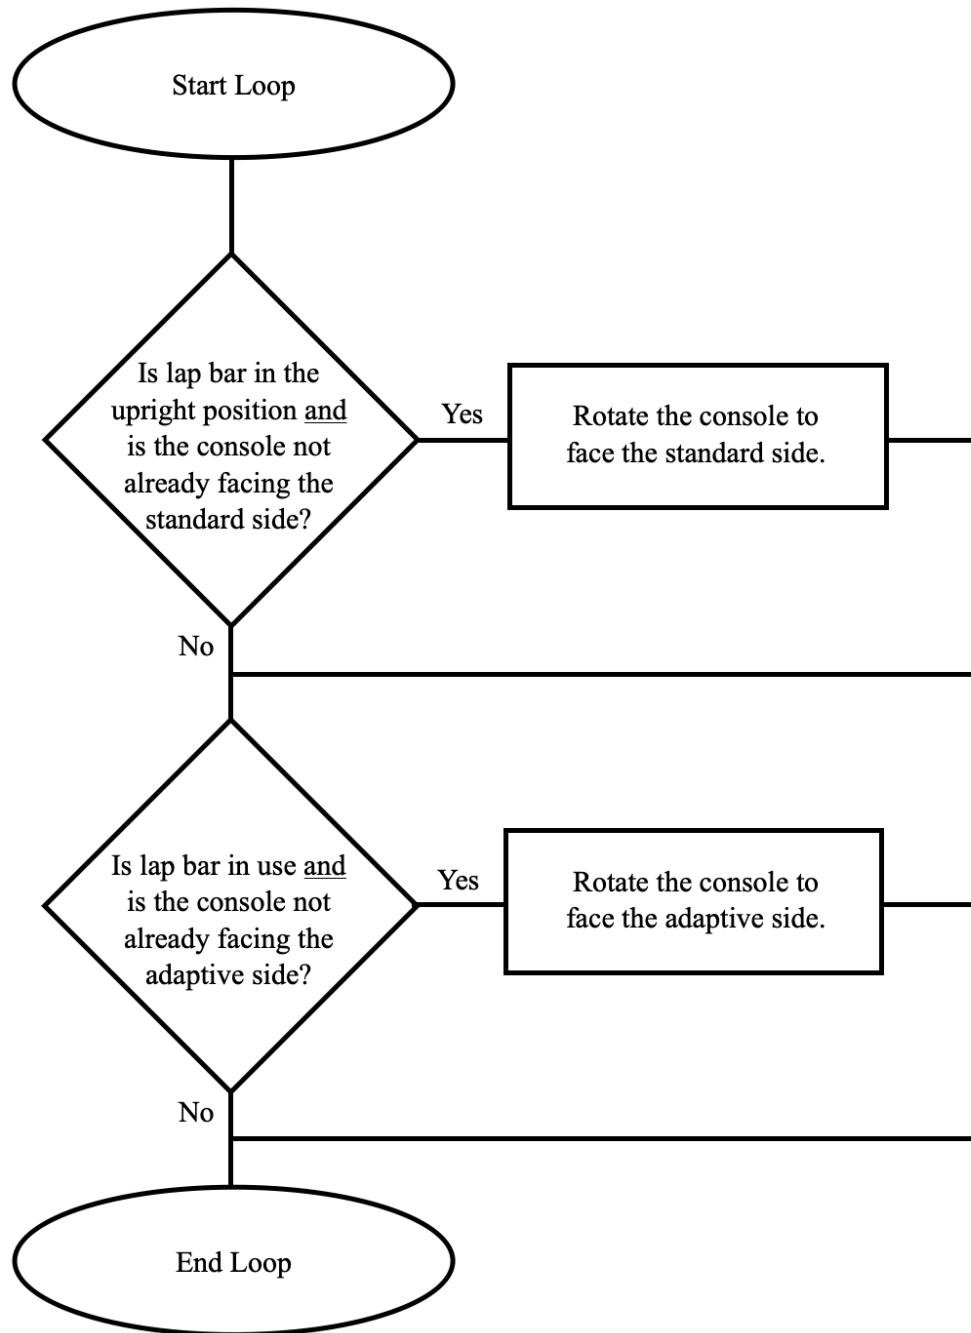 Start Loop
Is lap bar in the
upright position and
is the console not
already facing the
standard side?
Yes
Rotate the console to
face the standard side.
No
Is lap bar in use and
is the console not
already facing the
adaptive side?
Yes
Rotate the console to
face the adaptive side.
No
End Loop